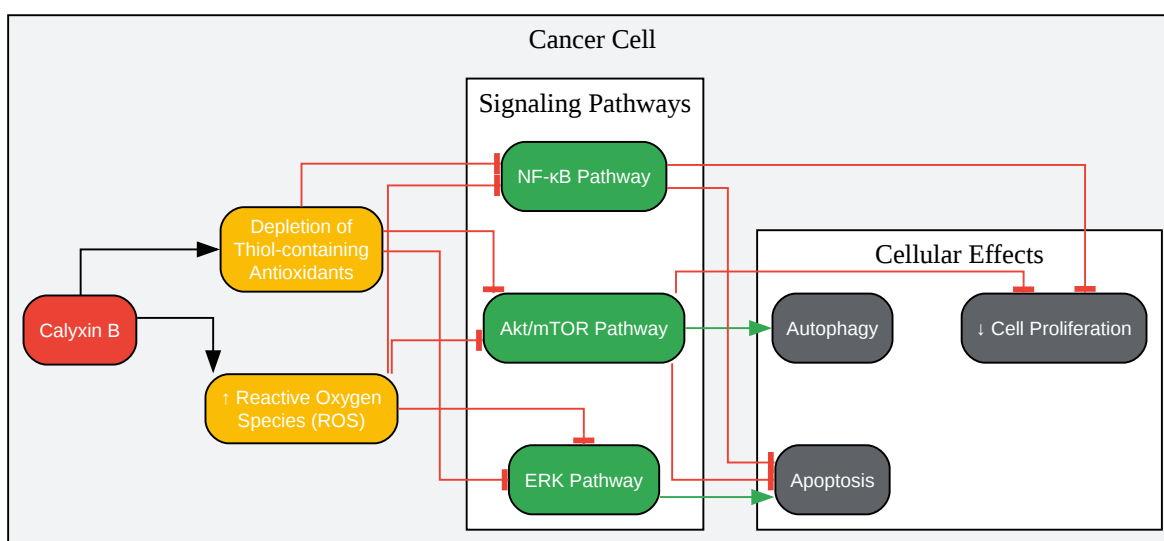 Cancer Cell
Signaling Pathways
NF-κB Pathway
Depletion of
Thiol-containing
Antioxidants
Cellular Effects
Calyxin B
Akt/mTOR Pathway
Autophagy
↓ Cell Proliferation
↑ Reactive Oxygen
Species (ROS)
ERK Pathway
Apoptosis